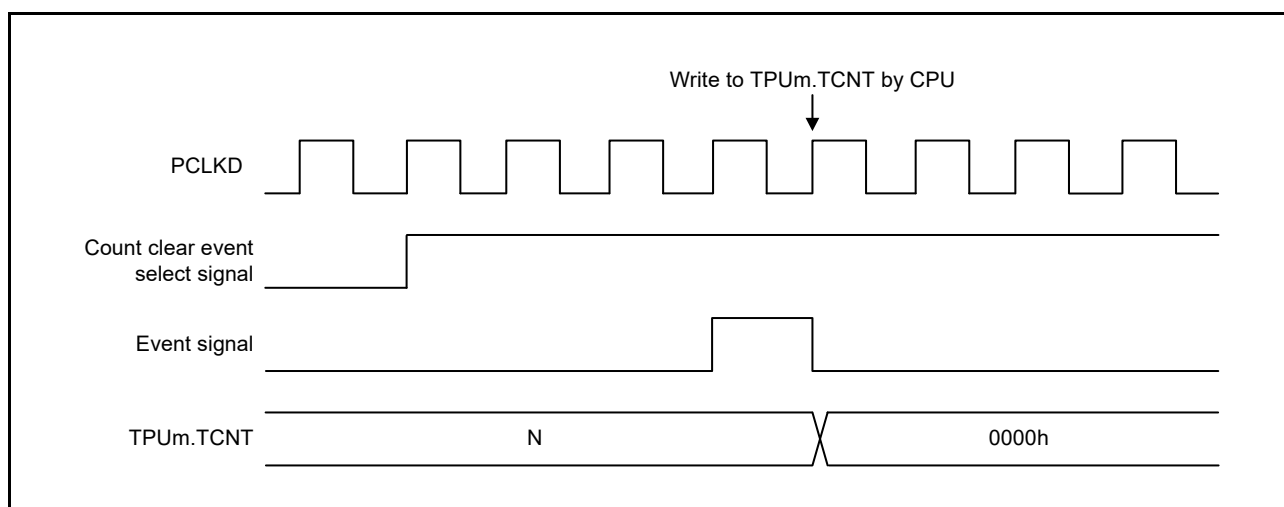 Write to TPUm.TCNT by CPU
PCLKD
Count clear event
select signal
Event signal
TPUm.TCNT
N
0000h